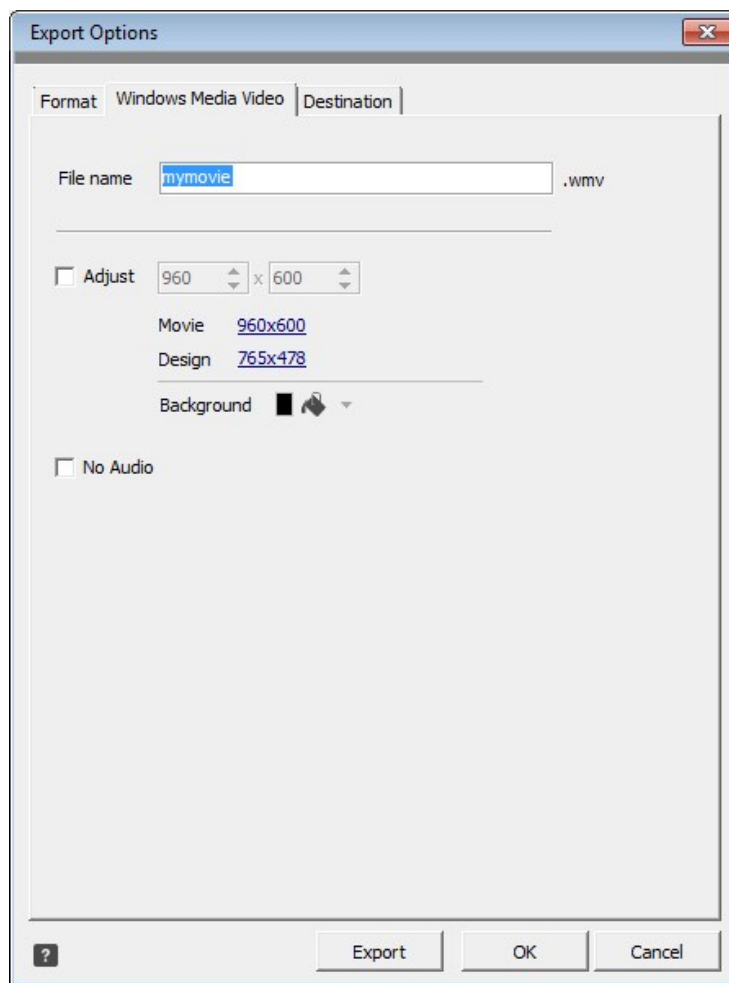 Export Options
Format Windows Media Video Destination
File name mymovie .wmv
Adjust 960 x 600
Movie 960x600
Design 765x478
Background
No Audio
? Export OK Cancel